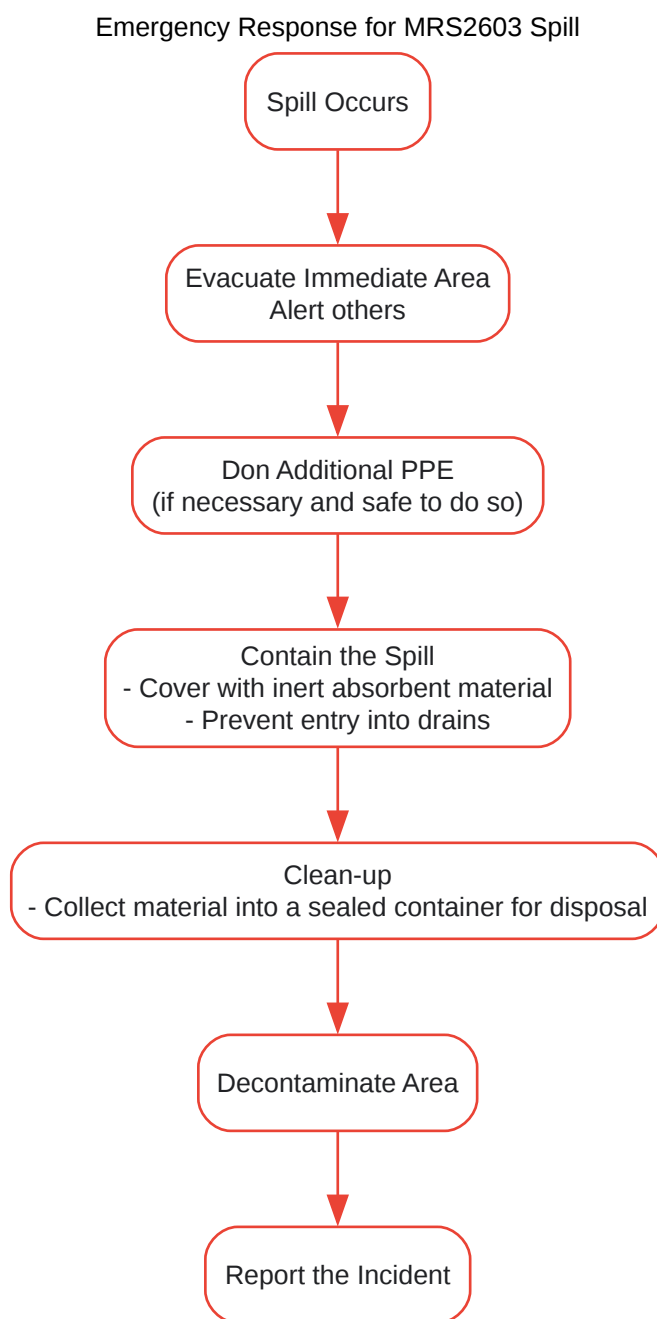 Emergency Response for MRS2603 Spill
Spill Occurs
Evacuate Immediate Area
Alert others
Don Additional PPE
(if necessary and safe to do so)
Contain the Spill
- Cover with inert absorbent material
- Prevent entry into drains
Clean-up
- Collect material into a sealed container for disposal
Decontaminate Area
Report the Incident